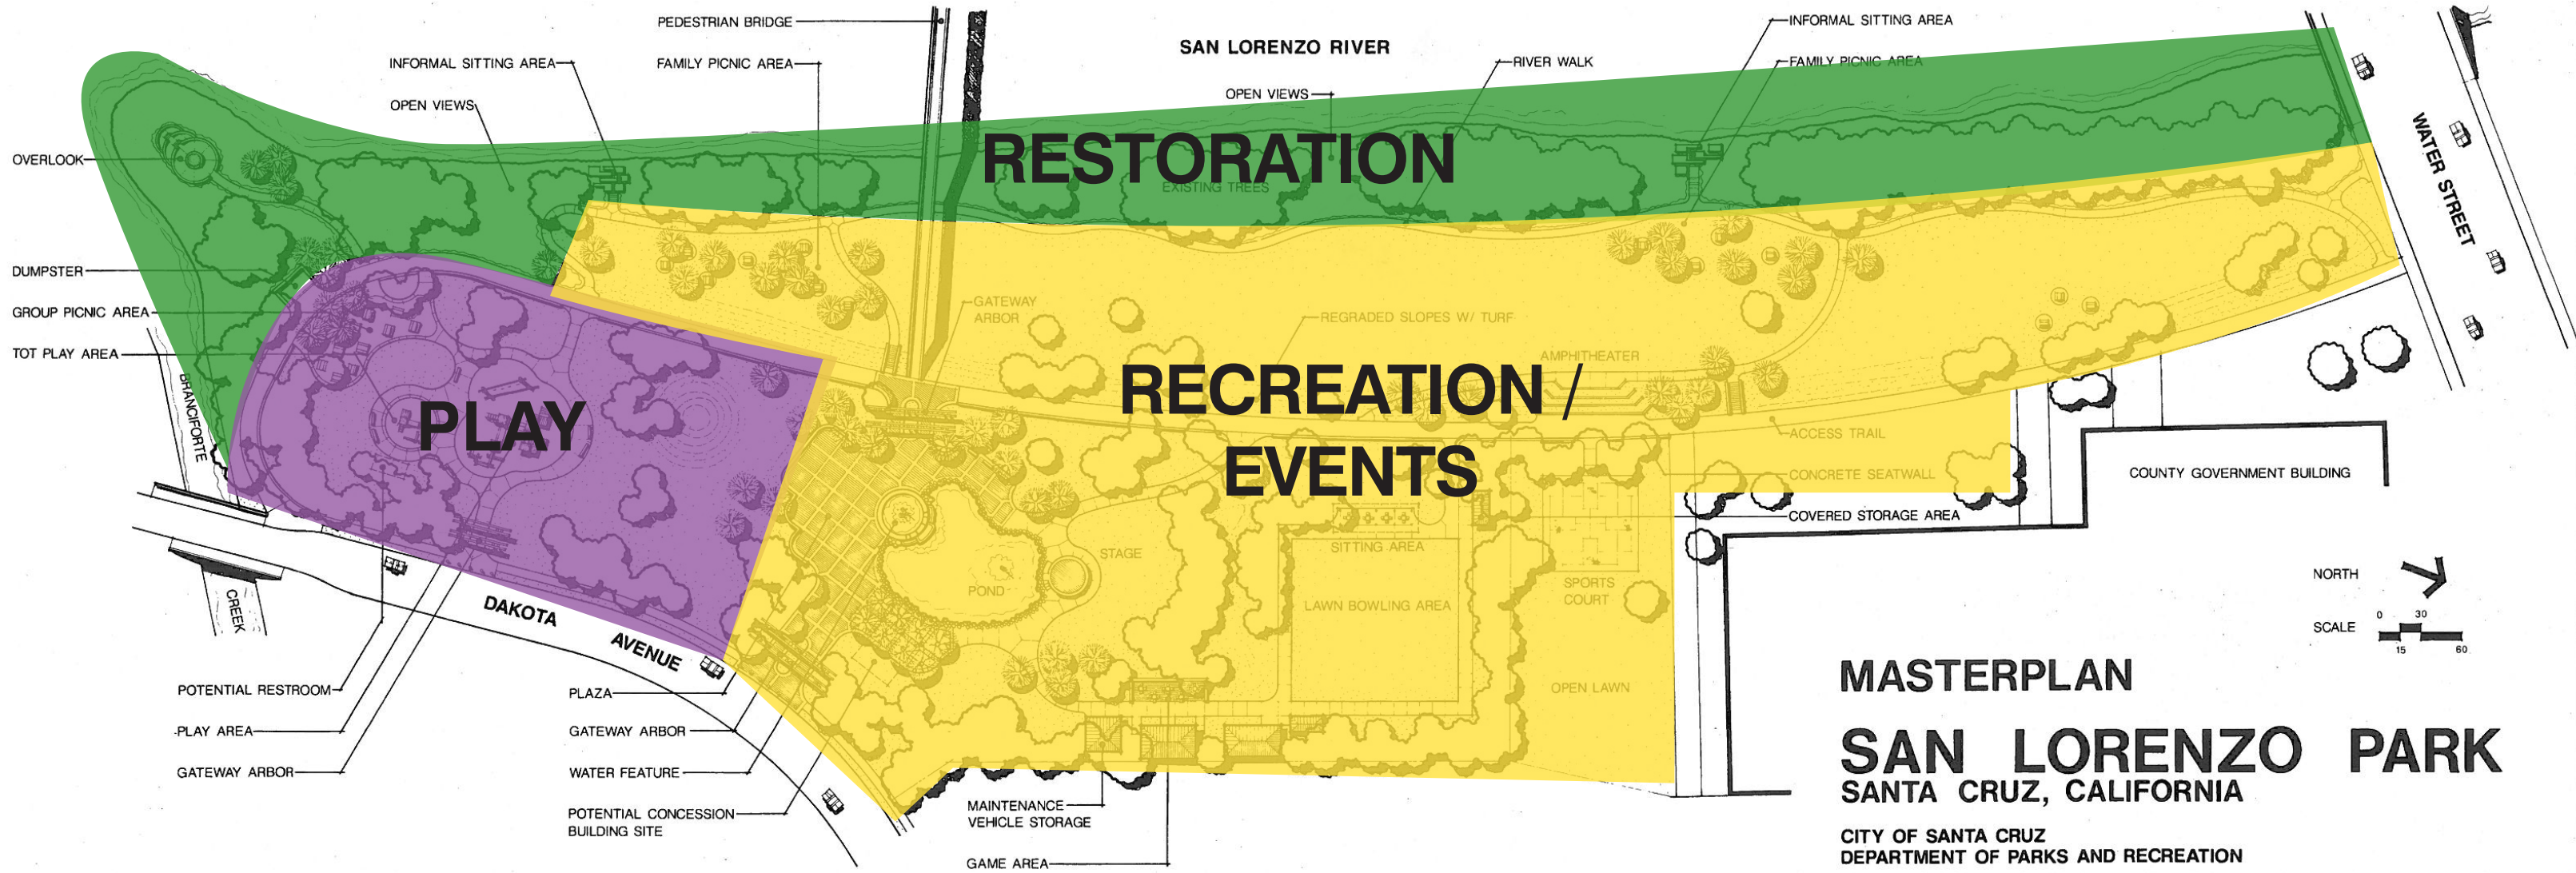 PEDESTRIAN BRIDGE
INFORMAL SITTING AREA
FAMILY PICNIC AREA
OPEN VIEWS
SAN LORENZO RIVER
OPEN VIEWS
RIVER WALK
INFORMAL SITTING AREA
FAMILY PICNIC AREA
WATER STREET
OVERLOOK
RESTORATION
EXISTING TREES
DUMPSTER
GROUP PICNIC AREA
TOT PLAY AREA
BRANCIFORTE
CREEK
GATEWAY
ARBOR
REGRADED SLOPES W/ TURF
AMPHITHEATER
PLAY
RECREATION /
EVENTS
ACCESS TRAIL
CONCRETE SEATWALL
COVERED STORAGE AREA
COUNTY GOVERNMENT BUILDING
STAGE
POND
SITTING AREA
LAWN BOWLING AREA
SPORTS
COURT
OPEN LAWN
DAKOTA AVENUE
POTENTIAL RESTROOM
PLAY AREA
GATEWAY ARBOR
PLAZA
GATEWAY ARBOR
WATER FEATURE
POTENTIAL CONCESSION
BUILDING SITE
MAINTENANCE
VEHICLE STORAGE
GAME AREA
NORTH
0 30
SCALE
15 60
MASTERPLAN
SAN LORENZO PARK
SANTA CRUZ, CALIFORNIA
CITY OF SANTA CRUZ
DEPARTMENT OF PARKS AND RECREATION